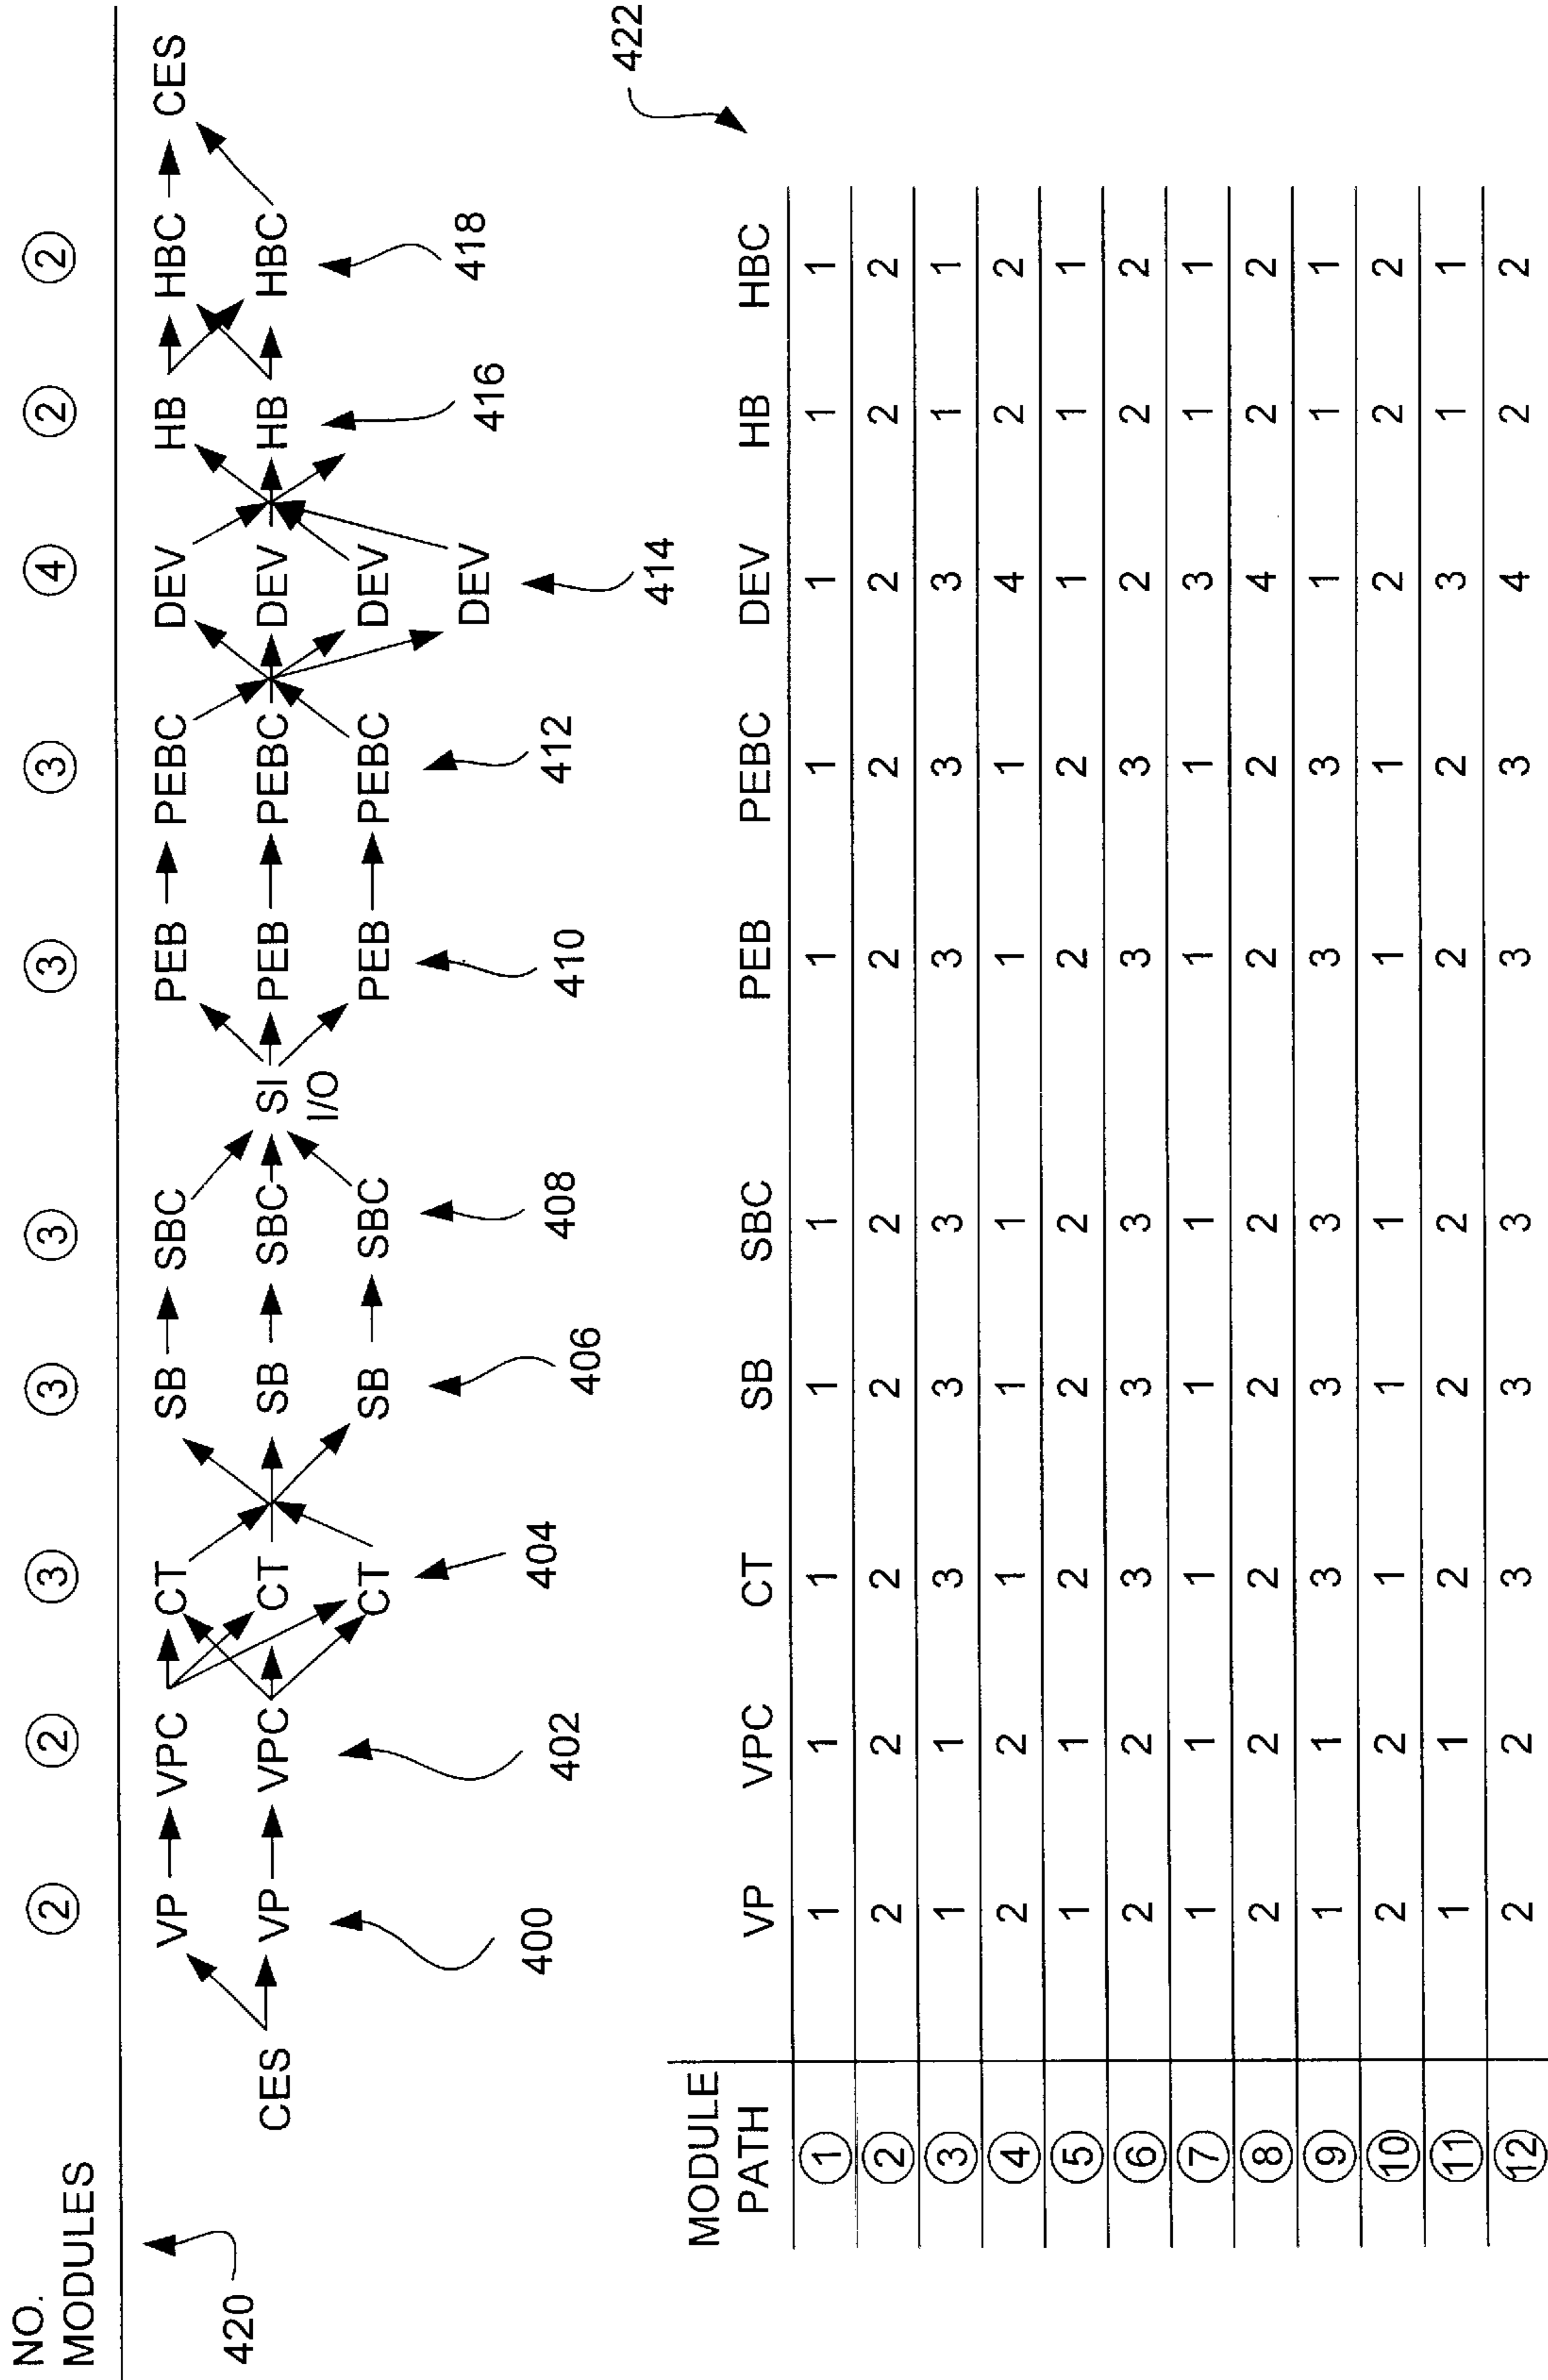 NO.
MODULES
② ② ③ ③ ③ ③ ③ ④ ② ②
VP VPC CT SB SBC PEB PEBC DEV HB HBC CES
CES VP VPC CT SB SBC SI PEB PEBC DEV HB HBC
I/O
CT SB SBC PEB PEBC DEV
DEV
420
400 402 404 406 408 410 412 414 416 418
422
MODULE
PATH VP VPC CT SB SBC PEB PEBC DEV HB HBC
① 1 1 1 1 1 1 1 1 1 1
② 2 2 2 2 2 2 2 2 2 2
③ 1 1 3 3 3 3 3 3 1 1
④ 2 2 1 1 1 1 1 4 2 2
⑤ 1 1 2 2 2 2 2 1 1 1
⑥ 2 2 3 3 3 3 3 2 2 2
⑦ 1 1 1 1 1 1 1 3 1 1
⑧ 2 2 2 2 2 2 2 4 2 2
⑨ 1 1 3 3 3 3 3 1 1 1
⑩ 2 2 1 1 1 1 1 2 2 2
⑪ 1 1 2 2 2 2 2 3 1 1
⑫ 2 2 3 3 3 3 3 4 2 2